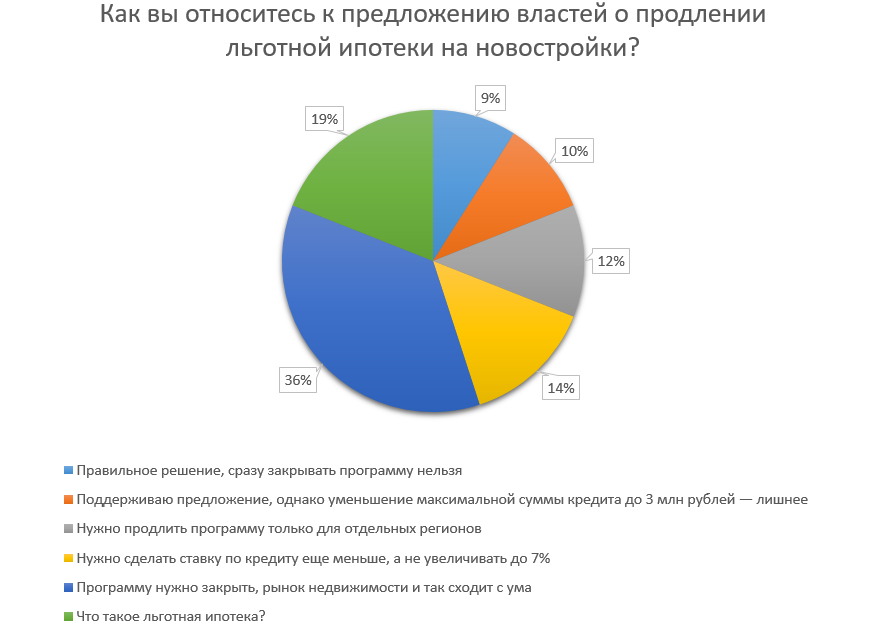 Как вы относитесь к предложению властей о продлении
льготной ипотеки на новостройки?
9%
10%
12%
14%
36%
19%
Правильное решение, сразу закрывать программу нельзя
Поддерживаю предложение, однако уменьшение максимальной суммы кредита до 3 млн рублей — лишнее
Нужно продлить программу только для отдельных регионов
Нужно сделать ставку по кредиту еще меньше, а не увеличивать до 7%
Программу нужно закрыть, рынок недвижимости и так сходит с ума
Что такое льготная ипотека?